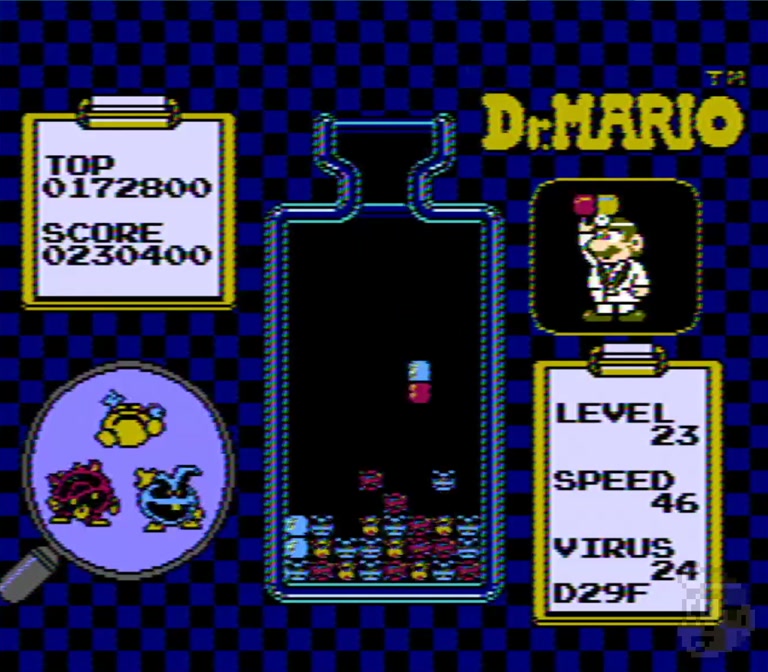 TM
Dr. MARIO
TOP
0172800
SCORE
0230400
LEVEL
23
SPEED
46
VIRUS
24
D29F